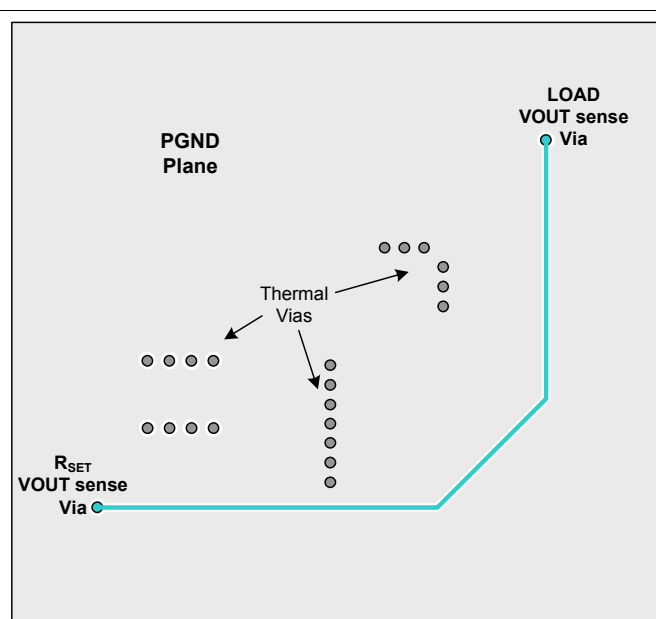 LOAD
VOUT sense
Via
PGND
Plane
Thermal
Vias
RSET
VOUT sense
Via